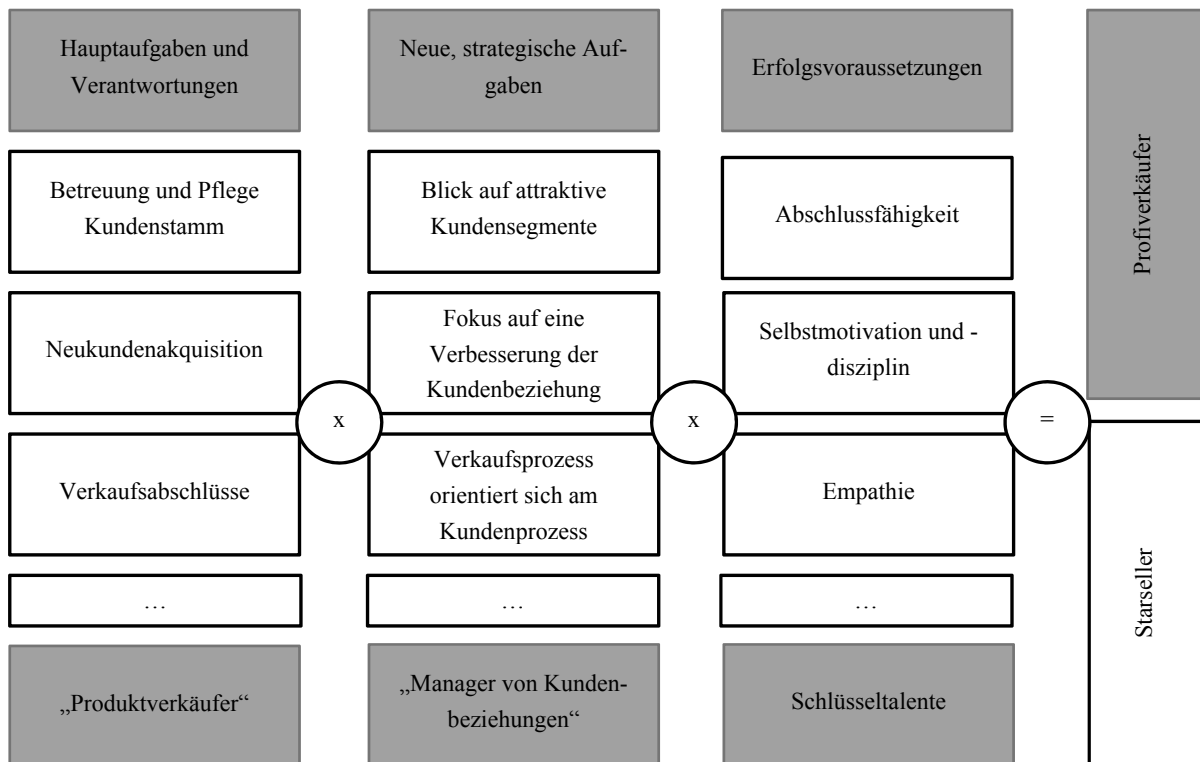 Hauptaufgaben und
Verantwortungen
Neue, strategische Auf-
gaben
Erfolgsvoraussetzungen
Profiverkäufer
Betreuung und Pflege
Kundenstamm
Blick auf attraktive
Kundensegmente
Abschlussfähigkeit
Neukundenakquisition
Fokus auf eine
Verbesserung der
Kundenbeziehung
Selbstmotivation und -
disziplin
x
x
=
Verkaufsabschlüsse
Verkaufsprozess
orientiert sich am
Kundenprozess
Empathie
Starseller
…
…
…
„Produktverkäufer“
„Manager von Kunden-
beziehungen“
Schlüsseltalente